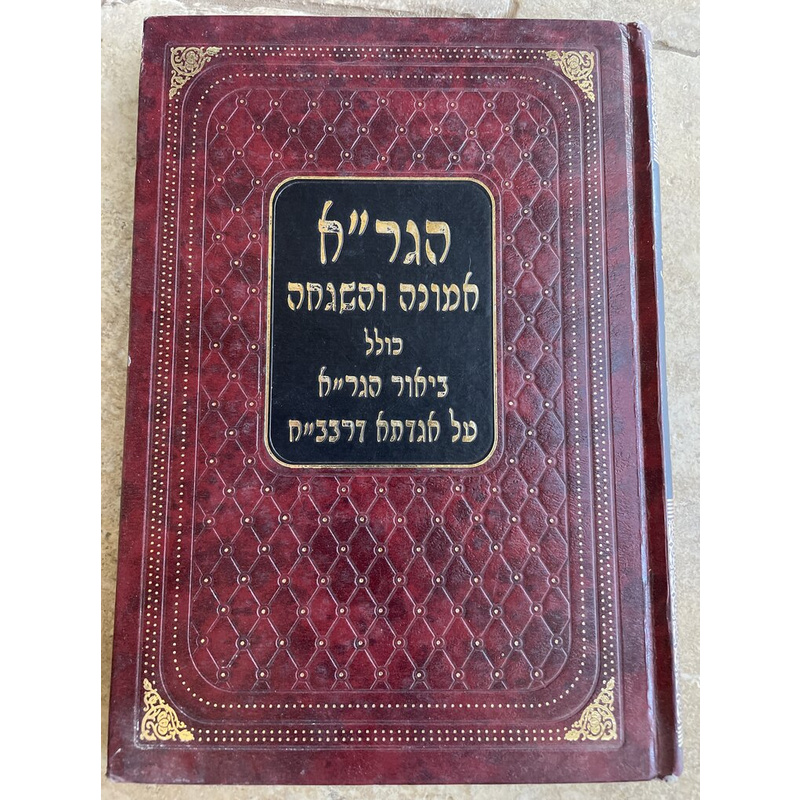 הגר״א
אמונה והשגחה
כולל
ביאור הגר״א
על אגדתא דרבב״ח